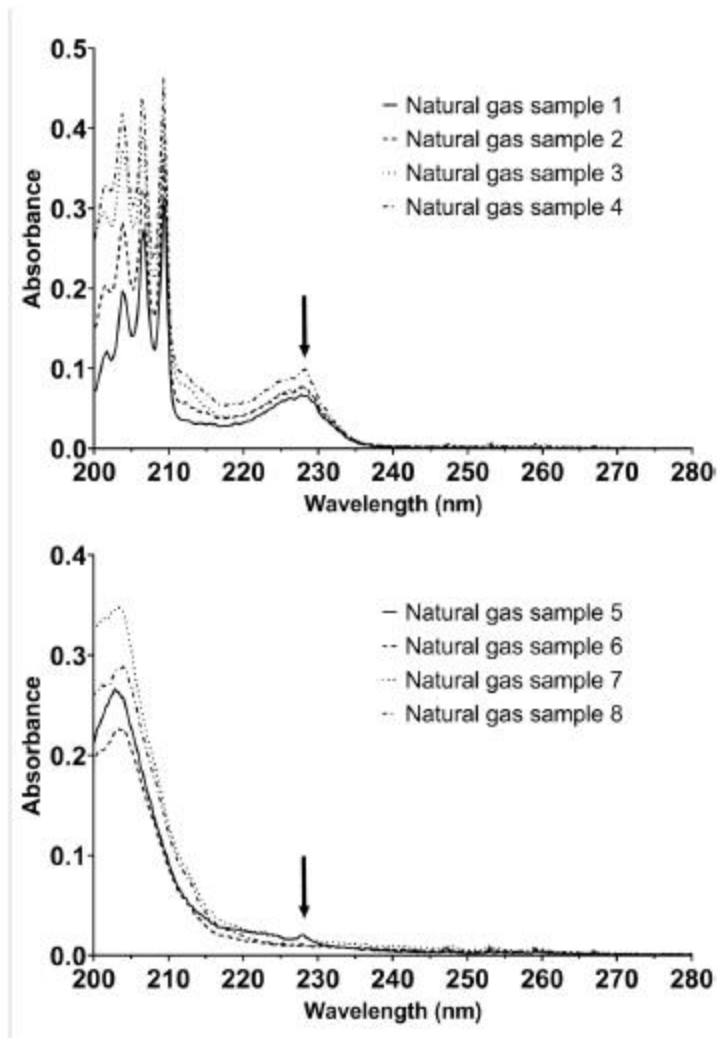 0.5
0.4
0.3
0.2
0.1
0.0
Absorbance
Natural gas sample 1
Natural gas sample 2
Natural gas sample 3
Natural gas sample 4
200 210 220 230 240 250 260 270 280
Wavelength (nm)
0.4
0.3
0.2
0.1
0.0
Absorbance
Natural gas sample 5
Natural gas sample 6
Natural gas sample 7
Natural gas sample 8
200 210 220 230 240 250 260 270 280
Wavelength (nm)